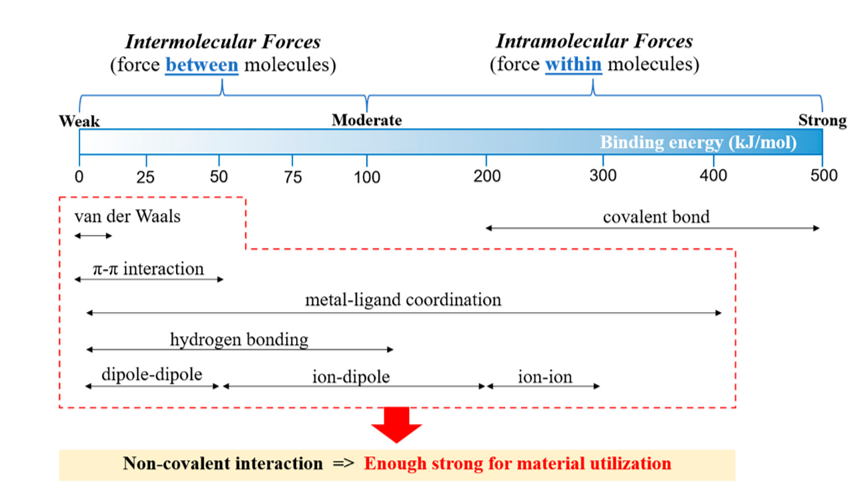 Intermolecular Forces
(force between molecules)
Intramolecular Forces
(force within molecules)
Weak
Moderate
Strong
Binding energy (kJ/mol)
0 25 50 75 100 200 300 400 500
van der Waals
covalent bond
π-π interaction
metal-ligand coordination
hydrogen bonding
dipole-dipole
ion-dipole
ion-ion
Non-covalent interaction => Enough strong for material utilization